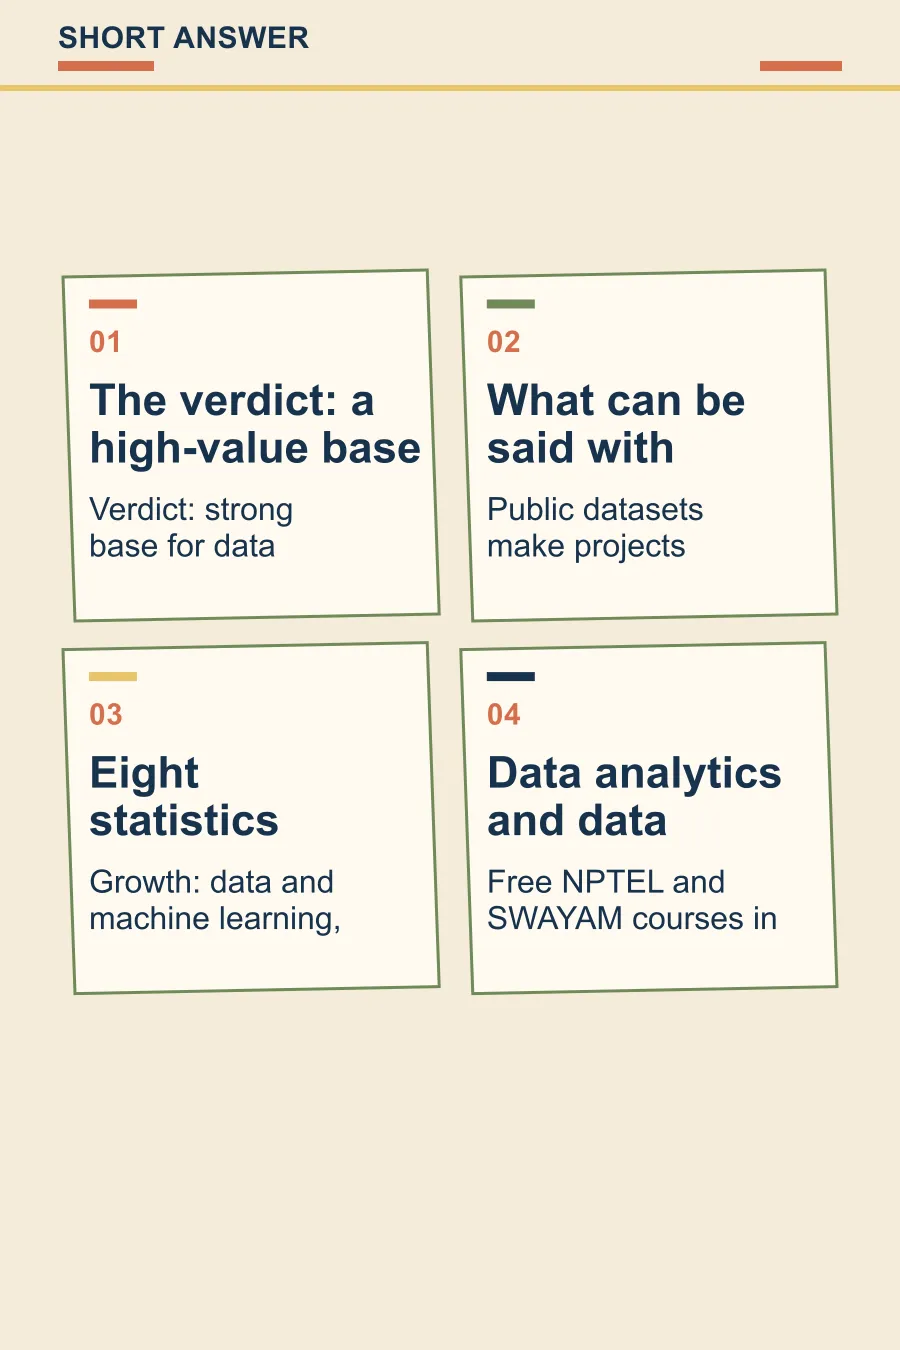 SHORT ANSWER
01
The verdict: a
high-value base
Verdict: strong
base for data
02
What can be
said with
Public datasets
make projects
03
Eight
statistics
Growth: data and
machine learning,
04
Data analytics
and data
Free NPTEL and
SWAYAM courses in